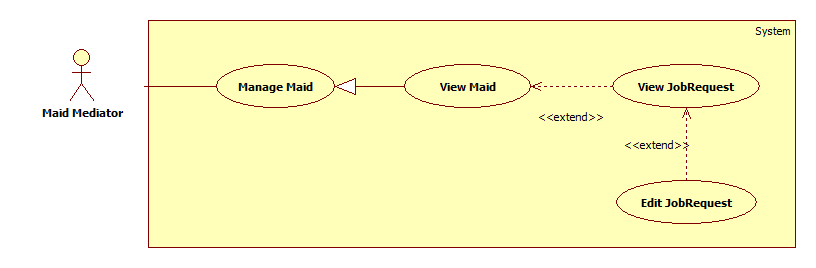 System
Manage Maid
View Maid
View JobRequest
Maid Mediator
<<extend>>
<<extend>>
Edit JobRequest